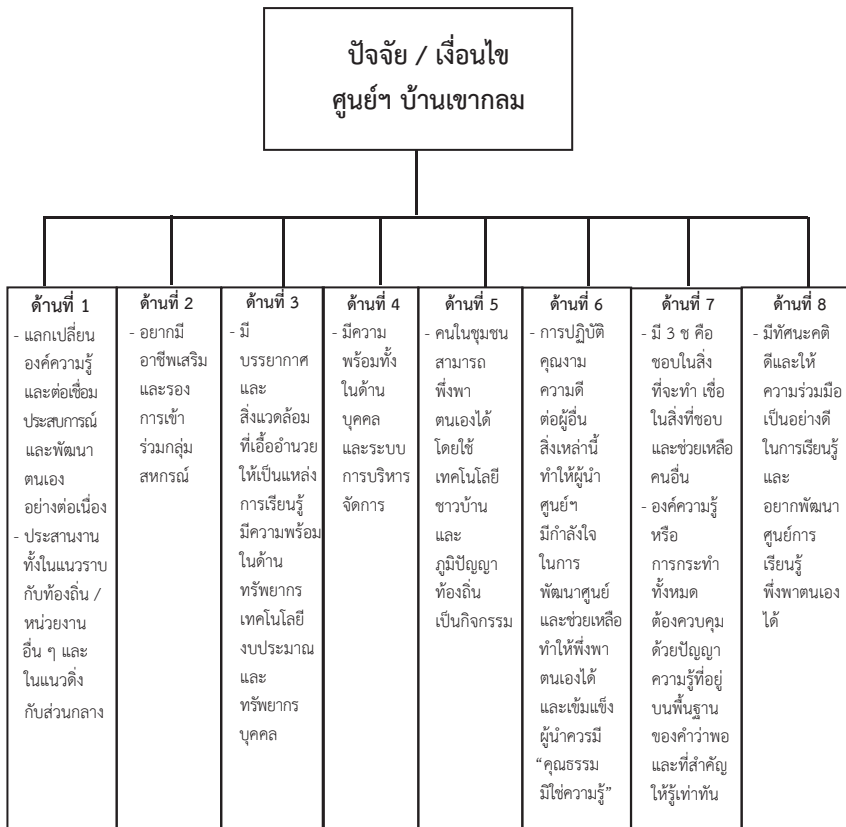 ปัจจัย / เงื่อนไข
ศูนย์ฯ บ้านเขากลม
ด้านที่ 1
- แลกเปลี่ยน
องค์ความรู้
และต่อเชื่อม
ประสบการณ์
และพัฒนา
ตนเอง
อย่างต่อเนื่อง
- ประสานงาน
ทั้งในแนวราบ
กับท้องถิ่น /
หน่วยงาน
อื่น ๆ และ
ในแนวดิ่ง
กับส่วนกลาง
ด้านที่ 2
- อยากมี
อาชีพเสริม
และรอง
การเข้า
ร่วมกลุ่ม
สหกรณ์
ด้านที่ 3
- มี
บรรยากาศ
และ
สิ่งแวดล้อม
ที่เอื้ออำนวย
ให้เป็นแหล่ง
การเรียนรู้
มีความพร้อม
ในด้าน
ทรัพยากร
เทคโนโลยี
งบประมาณ
และ
ทรัพยากร
บุคคล
ด้านที่ 4
- มีความ
พร้อมทั้ง
ในด้าน
บุคคล
และระบบ
การบริหาร
จัดการ
ด้านที่ 5
- คนในชุมชน
สามารถ
พึ่งพา
ตนเองได้
โดยใช้
เทคโนโลยี
ชาวบ้าน
และ
ภูมิปัญญา
ท้องถิ่น
เป็นกิจกรรม
ด้านที่ 6
- การปฏิบัติ
คุณงาม
ความดี
ต่อผู้อื่น
สิ่งเหล่านี้
ทำให้ผู้นำ
ศูนย์ฯ
มีกำลังใจ
ในการ
พัฒนาศูนย์
และช่วยเหลือ
ทำให้พึ่งพา
ตนเองได้
และเข้มแข็ง
ผู้นำควรมี
“คุณธรรม
มิใช่ความรู้”
ด้านที่ 7
- มี 3 ช คือ
ชอบในสิ่ง
ที่จะทำ เชื่อ
ในสิ่งที่ชอบ
และช่วยเหลือ
คนอื่น
- องค์ความรู้
หรือ
การกระทำ
ทั้งหมด
ต้องควบคุม
ด้วยปัญญา
ความรู้ที่อยู่
บนพื้นฐาน
ของคำว่าพอ
และที่สำคัญ
ให้รู้เท่าทัน
ด้านที่ 8
- มีทัศนะคติ
ดีและให้
ความร่วมมือ
เป็นอย่างดี
ในการเรียนรู้
และ
อยากพัฒนา
ศูนย์การ
เรียนรู้
พึ่งพาตนเอง
ได้